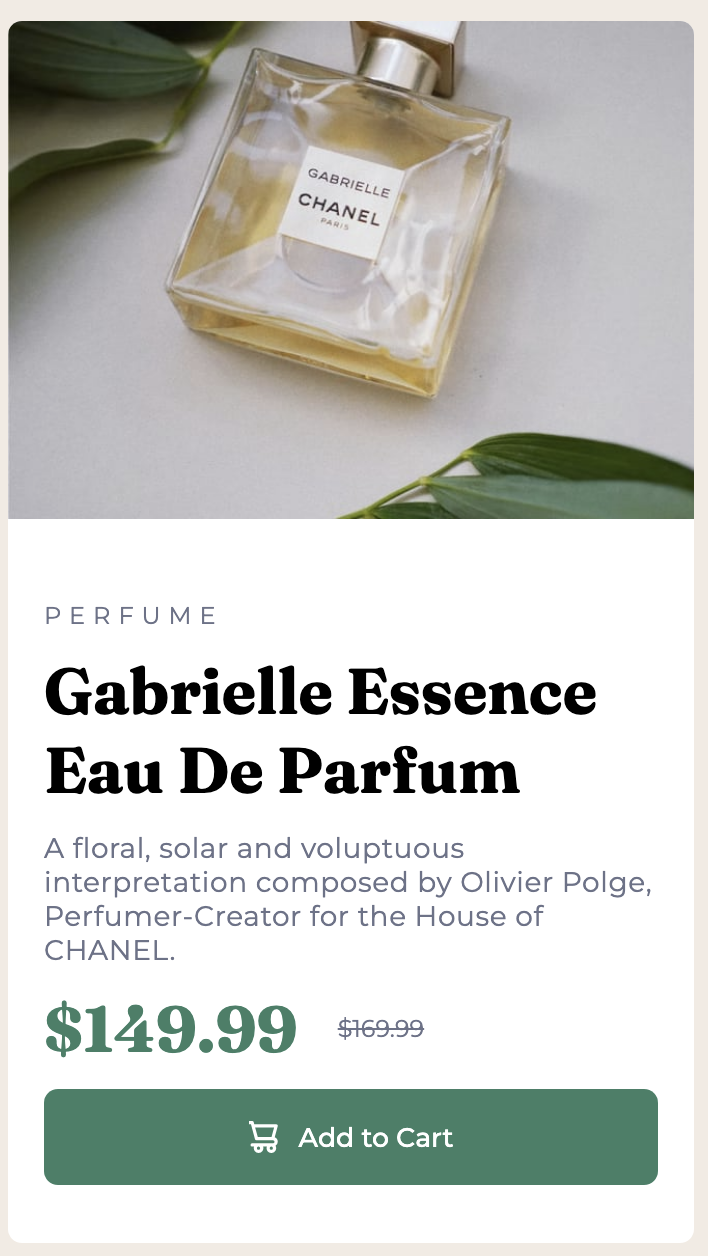 GABRIELLE
CHANEL
PARIS
PERFUME
Gabrielle Essence
Eau De Parfum
A floral, solar and voluptuous
interpretation composed by Olivier Polge,
Perfumer-Creator for the House of
CHANEL.
$149.99 $169.99
Add to Cart